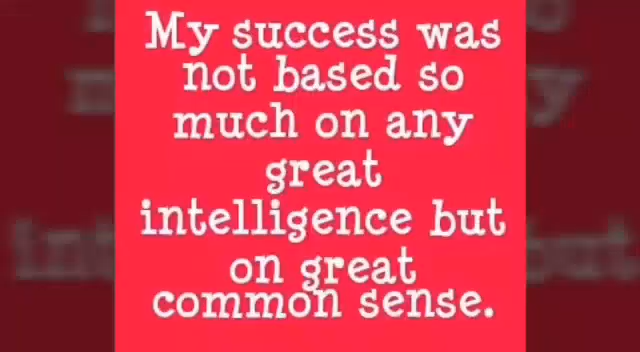 My success was
not based so
much on any
great
intelligence but
on great
common sense.